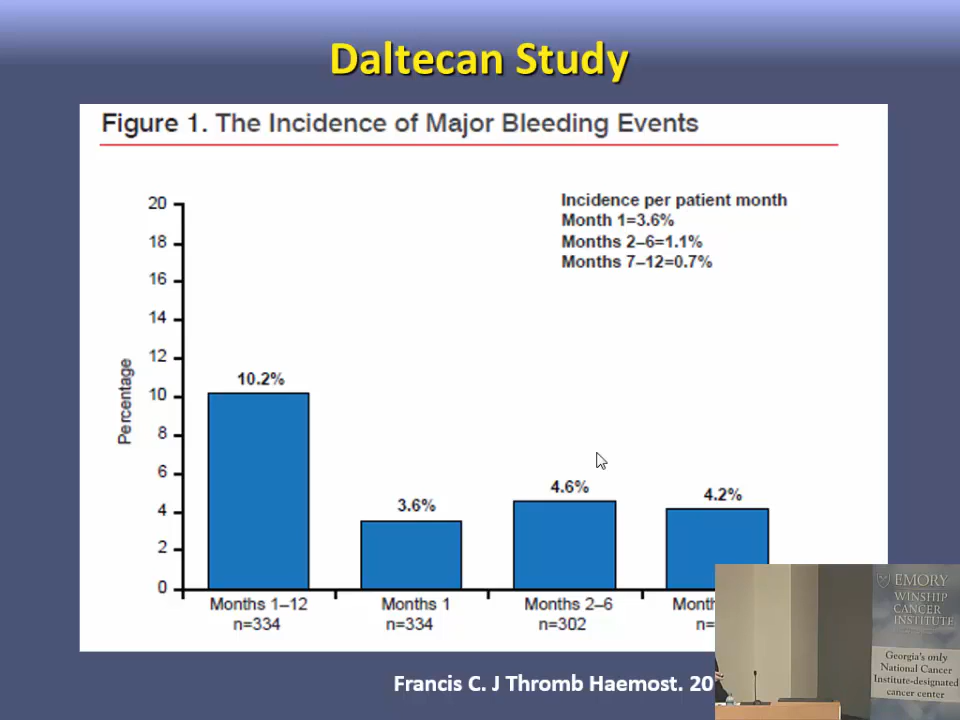 Daltecan Study
Figure 1. The Incidence of Major Bleeding Events
Incidence per patient month
Month 1=3.6%
Months 2–6=1.1%
Months 7–12=0.7%
Percentage
20
18
16
14
12
10
8
6
4
2
0
10.2%
3.6%
4.6%
4.2%
Months 1–12
n=334
Months 1
n=334
Months 2–6
n=302
n=
Francis C. J Thromb Haemost. 20
EMORY
WINSHIP
CANCER
INSTITUTE
Georgia's only
National Cancer
Institute-designated
cancer center